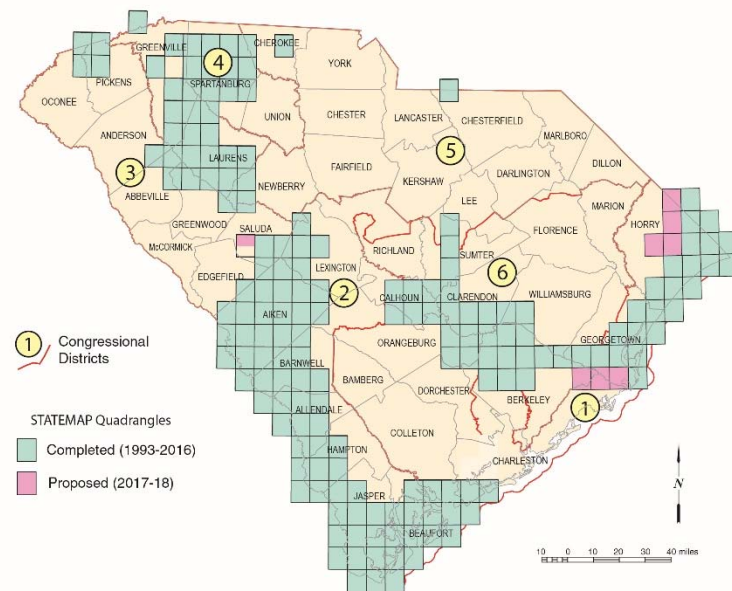 GREENVILLE
CHEROKEE
4
YORK
PICKENS
SPARTANBURG
OCONEE
UNION
CHESTER
LANCASTER
CHESTERFIELD
MARLBORO
ANDERSON
5
DILLON
LAURENS
3
FAIRFIELD
KERSHAW
DARLINGTON
NEWBERRY
ABBEVILLE
LEE
MARION
GREENWOOD
SALUDA
FLORENCE
HORRY
McCORMICK
RICHLAND
SUMTER
EDGEFIELD
LEXINGTON
6
2
CALHOUN
CLARENDON
WILLIAMSBURG
AIKEN
ORANGEBURG
GEORGETOWN
BARNWELL
BAMBERG
DORCHESTER
BERKELEY
1
ALLENDALE
COLLETON
HAMPTON
CHARLESTON
JASPER
BEAUFORT
1 Congressional
Districts
STATEMAP Quadrangles
Completed (1993-2016)
Proposed (2017-18)
N
10 0 10 20 30 40 miles